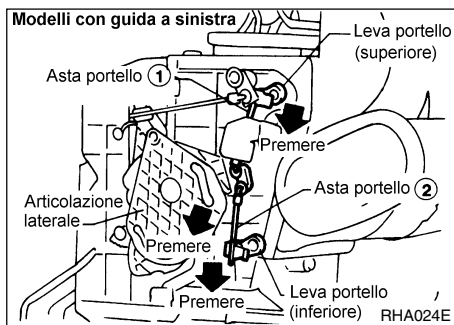 Modelli con guida a sinistra
Leva portello
(superiore)
Asta portello 1
Premere
Articolazione
laterale
Asta portello 2
Premere
Premere
Leva portello
(inferiore)
RHA024E